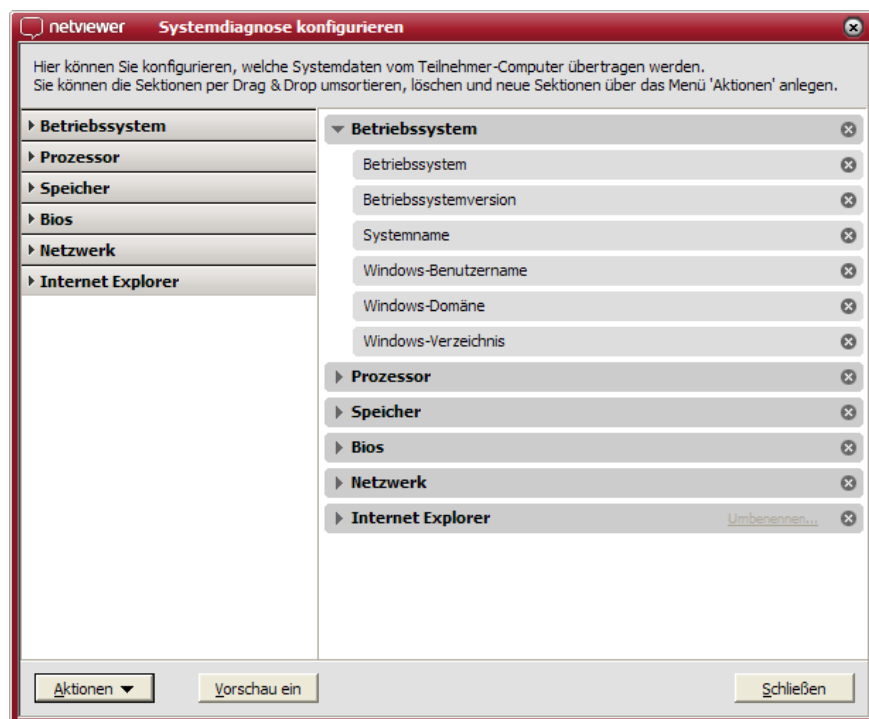 netviewer Systemdiagnose konfigurieren
Hier können Sie konfigurieren, welche Systemdaten vom Teilnehmer-Computer übertragen werden.
Sie können die Sektionen per Drag & Drop umsortieren, löschen und neue Sektionen über das Menü 'Aktionen' anlegen.
Betriebssystem
Prozessor
Speicher
Bios
Netzwerk
Internet Explorer
Betriebssystem
Betriebssystem
Betriebssystemversion
Systemname
Windows-Benutzername
Windows-Domäne
Windows-Verzeichnis
Prozessor
Speicher
Bios
Netzwerk
Internet Explorer Umbenennen...
Aktionen Vorschau ein Schließen